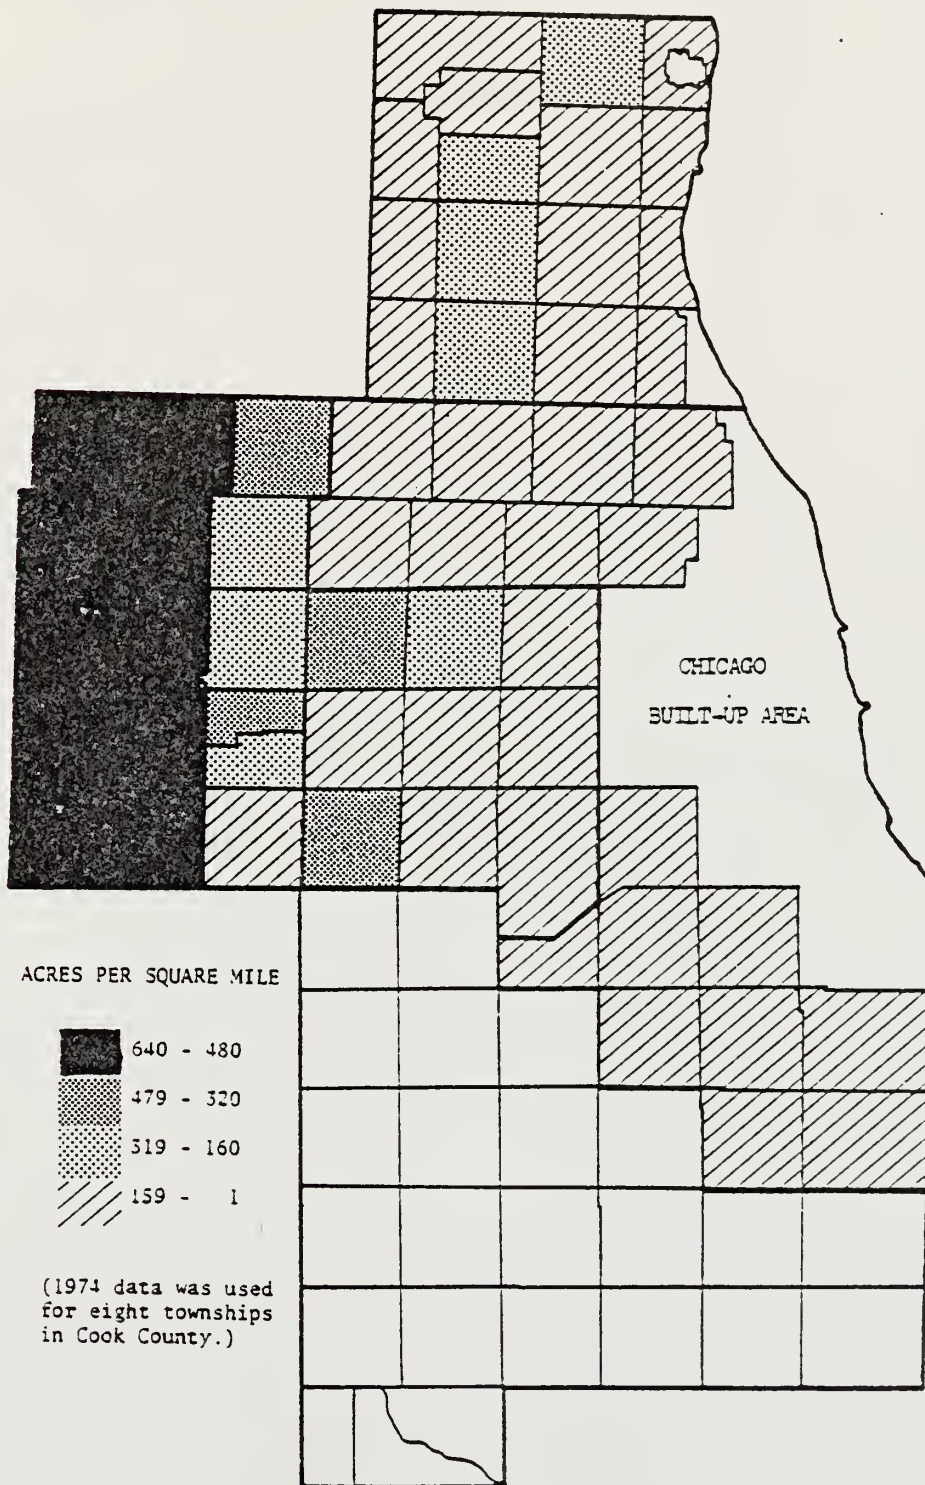 CHICAGO
BUILT-UP AREA
ACRES PER SQUARE MILE
640 - 480
479 - 320
319 - 160
159 - 1
(1974 data was used
for eight townships
in Cook County.)